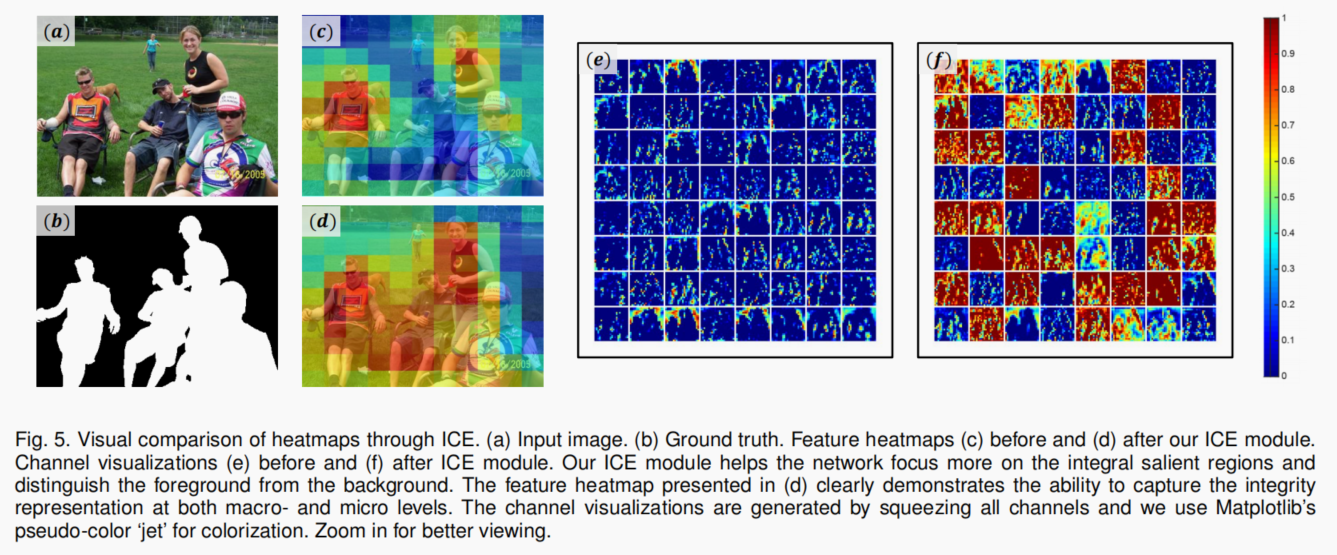 (a)
(c)
(e)
(f)
/2005
/2005
(b)
(d)
/2005
1
0.9
0.8
0.7
0.6
0.5
0.4
0.3
0.2
0.1
0
Fig. 5. Visual comparison of heatmaps through ICE. (a) Input image. (b) Ground truth. Feature heatmaps (c) before and (d) after our ICE module.
Channel visualizations (e) before and (f) after ICE module. Our ICE module helps the network focus more on the integral salient regions and
distinguish the foreground from the background. The feature heatmap presented in (d) clearly demonstrates the ability to capture the integrity
representation at both macro- and micro levels. The channel visualizations are generated by squeezing all channels and we use Matplotlib's
pseudo-color ‘jet’ for colorization. Zoom in for better viewing.